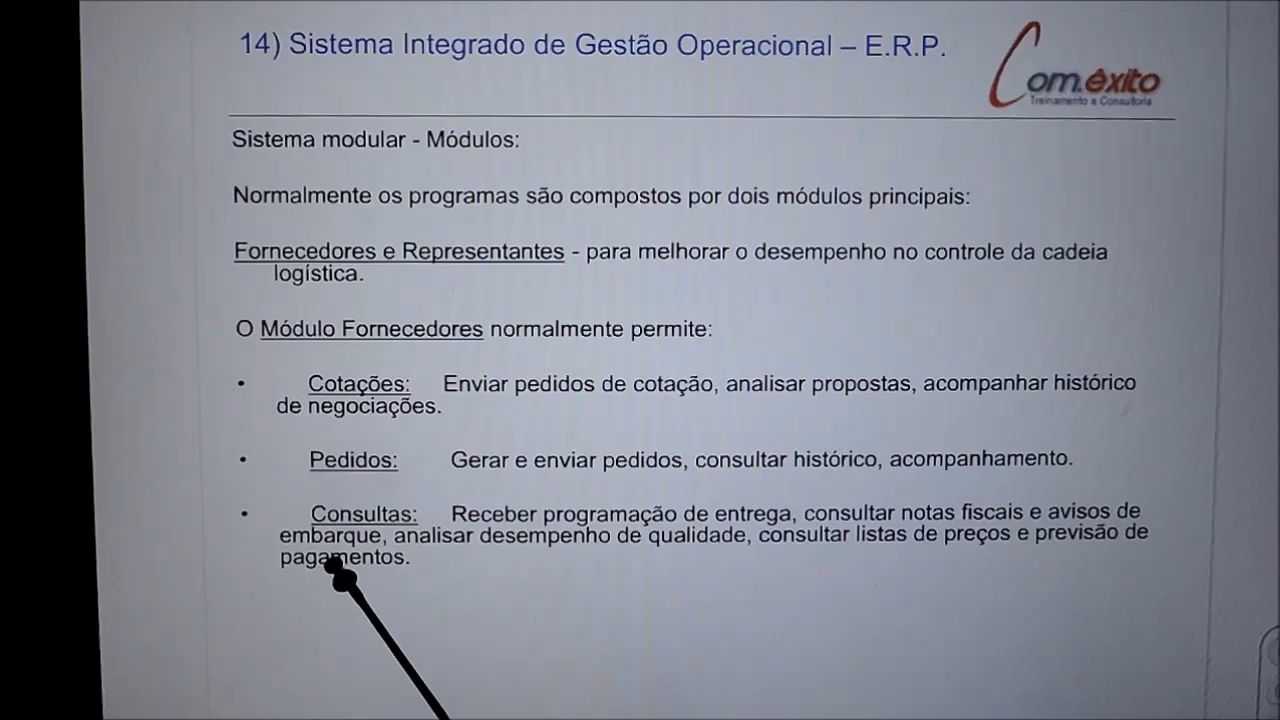 14) Sistema Integrado de Gestão Operacional – E.R.P.
Com.êxito
Treinamento e Consultoria
Sistema modular - Módulos:
Normalmente os programas são compostos por dois módulos principais:
Fornecedores e Representantes - para melhorar o desempenho no controle da cadeia
logística.
O Módulo Fornecedores normalmente permite:
• Cotações: Enviar pedidos de cotação, analisar propostas, acompanhar histórico
de negociações.
• Pedidos: Gerar e enviar pedidos, consultar histórico, acompanhamento.
• Consultas: Receber programação de entrega, consultar notas fiscais e avisos de
embarque, analisar desempenho de qualidade, consultar listas de preços e previsão de
pagamentos.